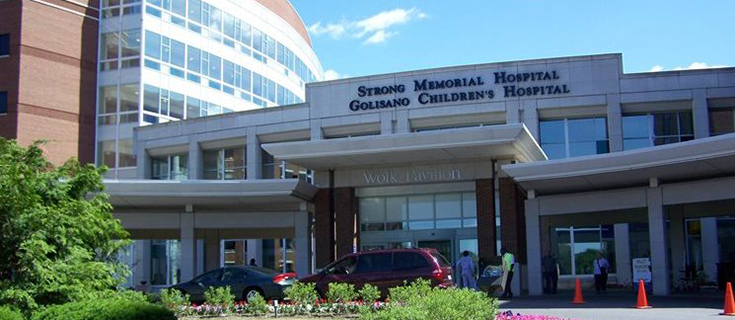 Strong Memorial Hospital
Golisano Children's Hospital
Wolk Pavilion